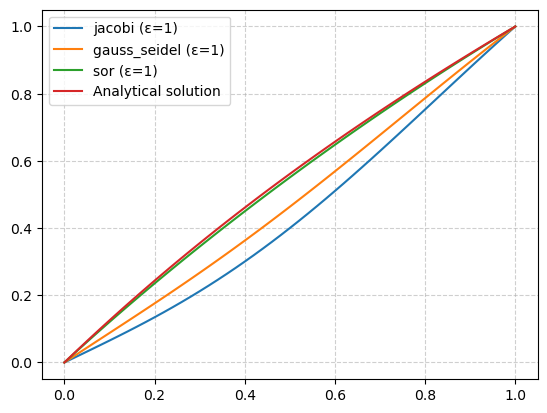 1.0
0.8
0.6
0.4
0.2
0.0
jacobi (ε=1)
gauss_seidel (ε=1)
sor (ε=1)
Analytical solution
0.0 0.2 0.4 0.6 0.8 1.0